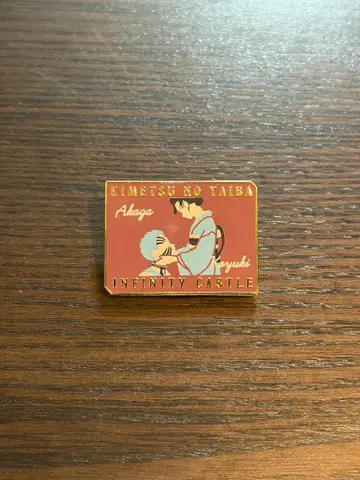 KIMETSU NO YAIBA
Akaza
Koyuki
INFINITY CASTLE